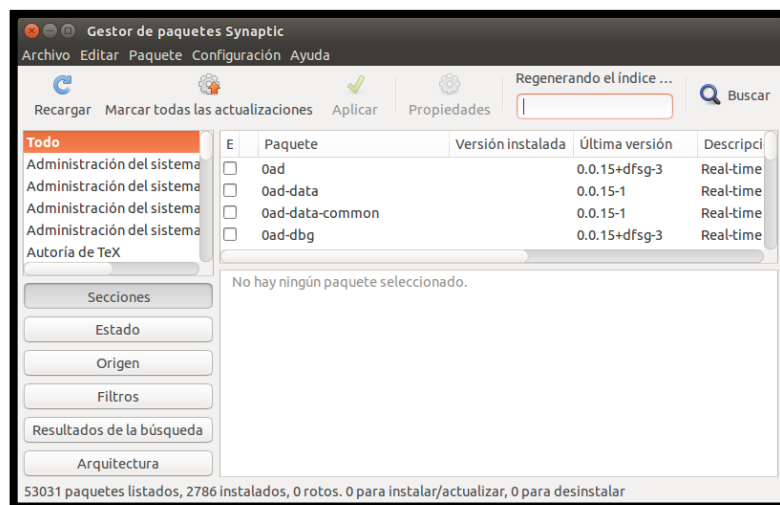 Gestor de paquetes Synaptic
Archivo Editar Paquete Configuración Ayuda
Recargar Marcar todas las actualizaciones Aplicar Propiedades Regenerando el índice ... Buscar
Todo
Administración del sistema
Administración del sistema
Administración del sistema
Administración del sistema
Autoría de TeX
E Paquete Versión instalada Última versión Descripci
0ad 0.0.15+dfsg-3 Real-time
0ad-data 0.0.15-1 Real-time
0ad-data-common 0.0.15-1 Real-time
0ad-dbg 0.0.15+dfsg-3 Real-time
Secciones
Estado
Origen
Filtros
Resultados de la búsqueda
Arquitectura
No hay ningún paquete seleccionado.
53031 paquetes listados, 2786 instalados, 0 rotos. 0 para instalar/actualizar, 0 para desinstalar